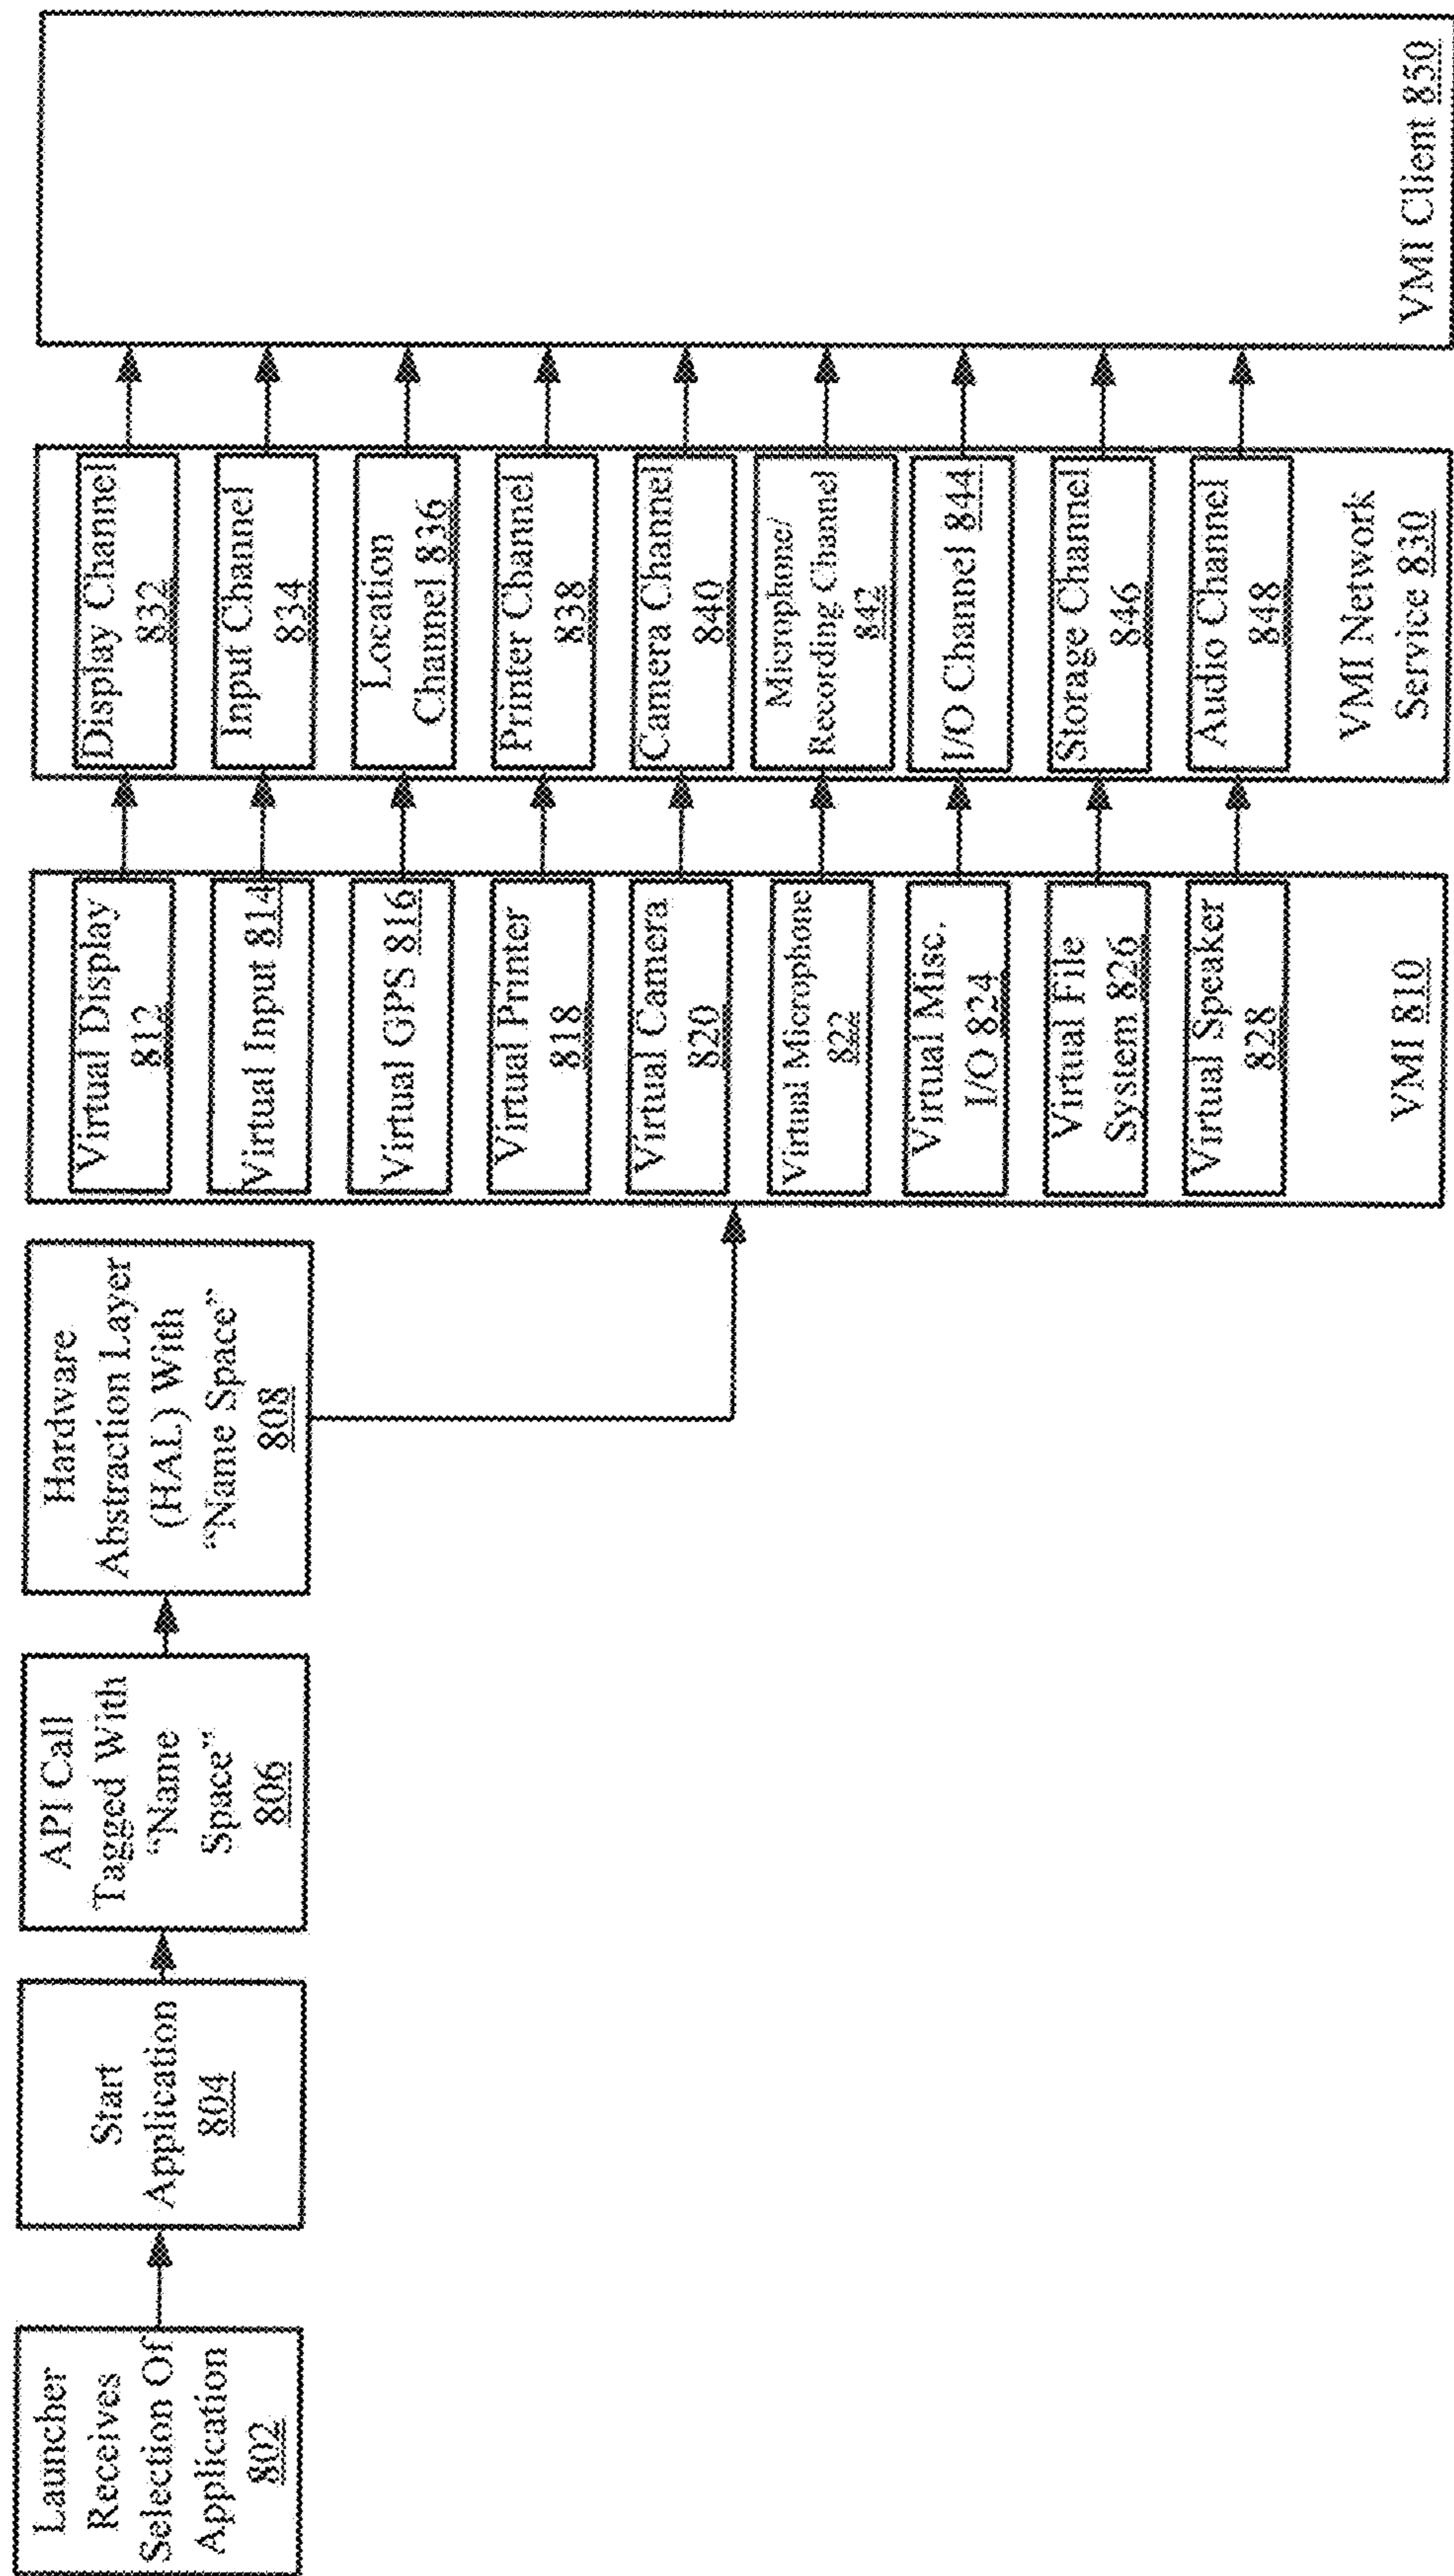 Launcher
Receives
Selection Of
Application
802
Start
Application
804
API Call
Tagged With
“Name
Space”
806
Hardware
Abstraction Layer
(HAL) With
“Name Space”
808
Virtual Display
812
Virtual Input 814
Virtual GPS 816
Virtual Printer
818
Virtual Camera
820
Virtual Microphone
822
Virtual Misc.
I/O 824
Virtual File
System 826
Virtual Speaker
828
VMI 810
Display Channel
832
Input Channel
834
Location
Channel 836
Printer Channel
838
Camera Channel
840
Microphone/
Recording Channel
842
I/O Channel 844
Storage Channel
846
Audio Channel
848
VMI Network
Service 830
VMI Client 850